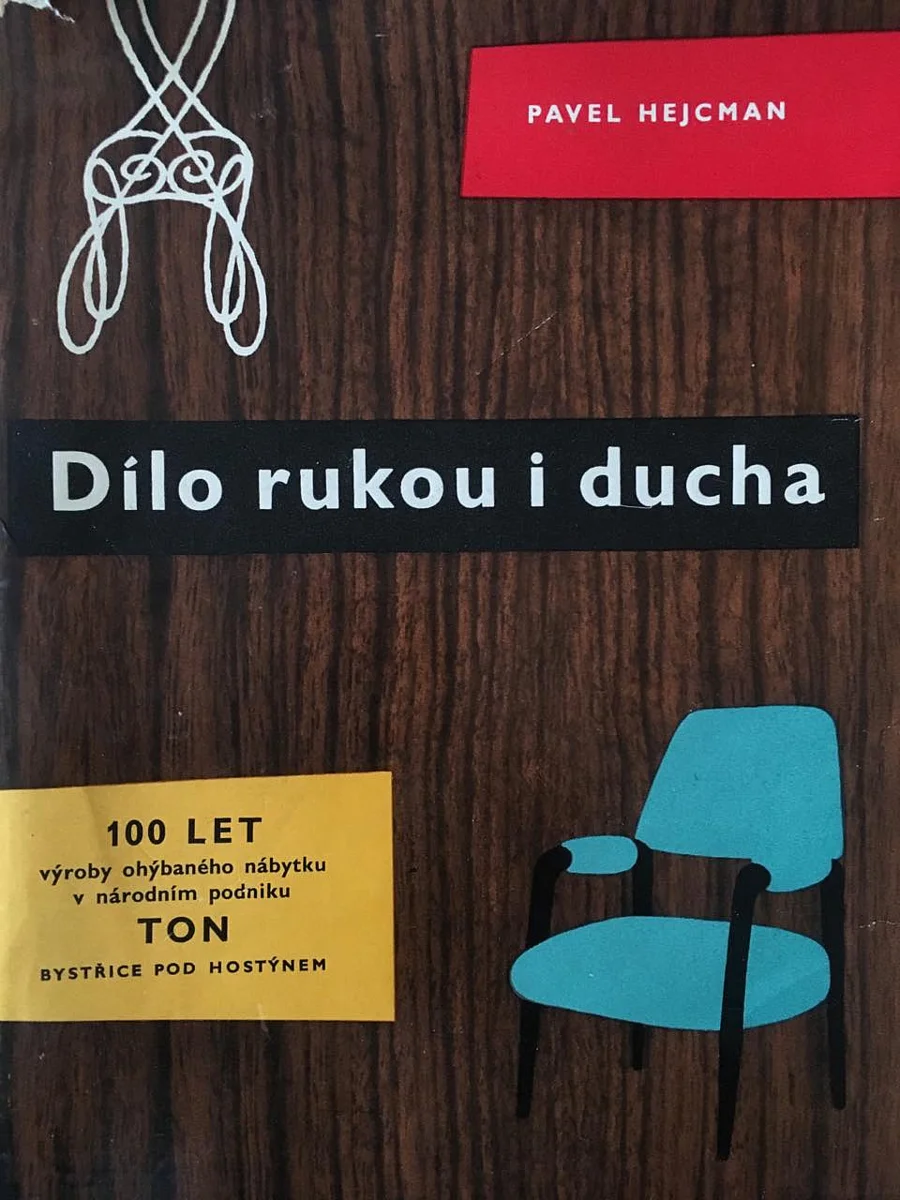 PAVEL HEJCMAN
Dílo rukou i ducha
100 LET
výroby ohýbaného nábytku
v národním podniku
TON
BYSTŘICE POD HOSTÝNEM